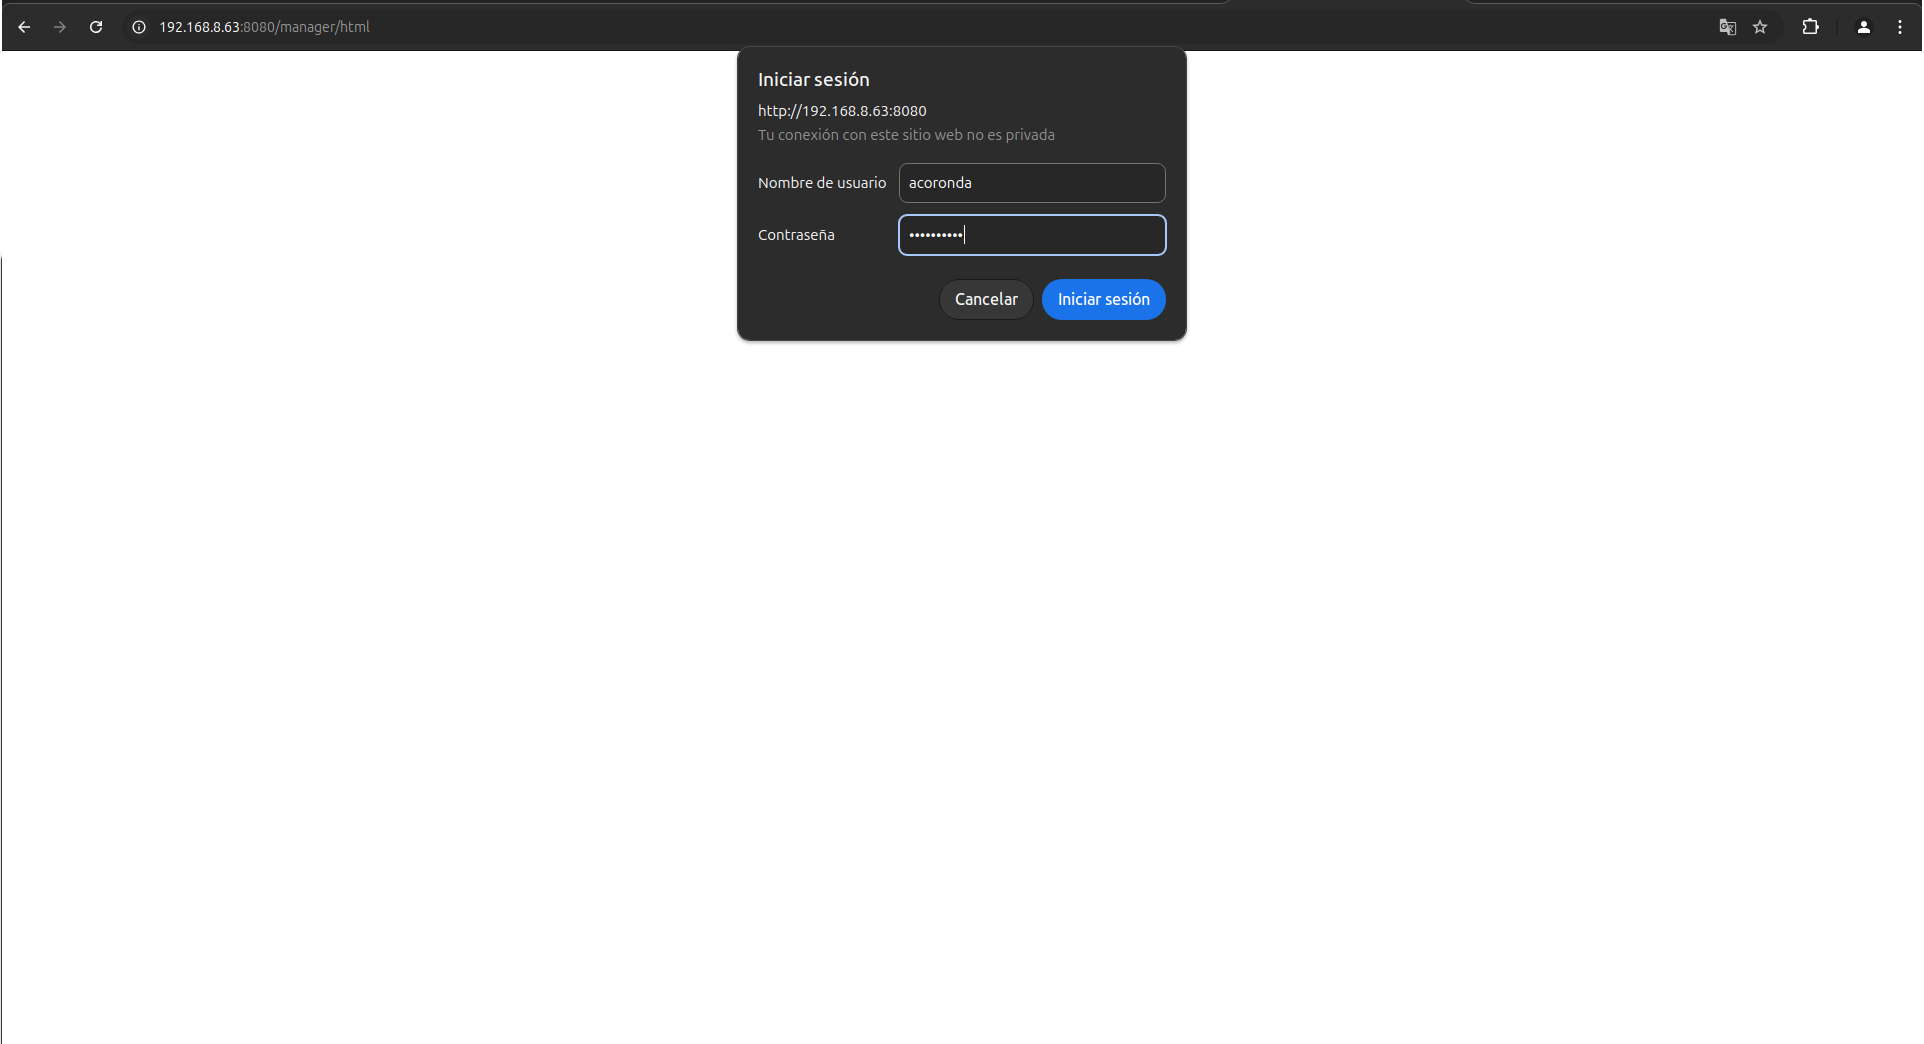 192.168.8.63:8080/manager/html
Iniciar sesión
http://192.168.8.63:8080
Tu conexión con este sitio web no es privada
Nombre de usuario acoronda
Contraseña ••••••••••
Cancelar Iniciar sesión